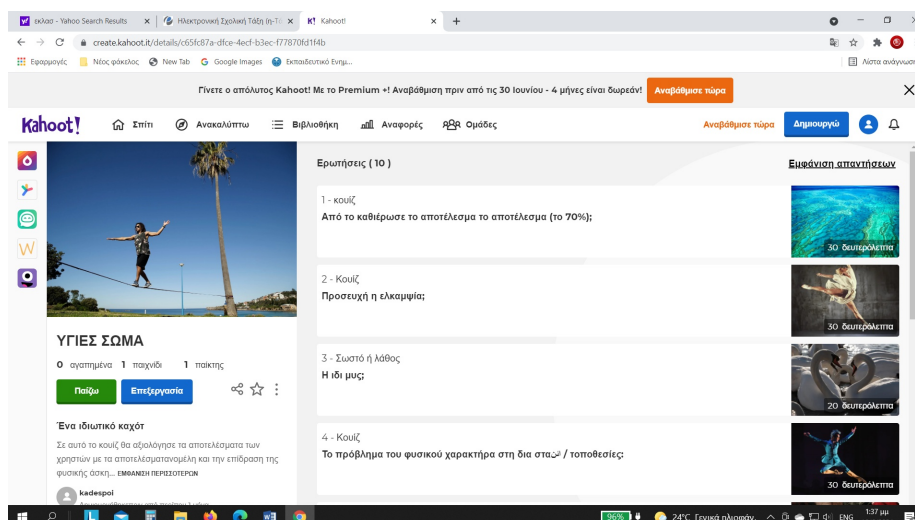 εκλασ - Yahoo Search Results
Ηλεκτρονική Σχολική Τάξη (η-Τά
Kahoot!
create.kahoot.it/details/c65fc87a-dfce-4ecf-b3ec-f77870fd1f4b
Εφαρμογές
Νέος φάκελος
New Tab
Google Images
Εκπαιδευτικό Ενημ...
Λίστα ανάγνωσ
Γίνετε ο απόλυτος Kahoot! Με το Premium +! Αναβάθμιση πριν από τις 30 Ιουνίου - 4 μήνες είναι δωρεάν!
Αναβάθμισε τώρα
Kahoot!
Σπίτι
Ανακαλύπτω
Βιβλιοθήκη
Αναφορές
Ομάδες
Αναβάθμισε τώρα
Δημιουργώ
ΥΓΙΕΣ ΣΩΜΑ
0 αγαπημένα 1 παιχνίδι 1 παίκτης
Παίζω
Επεξεργασία
Ένα ιδιωτικό καχότ
Σε αυτό το κουίζ θα αξιολόγησε τα αποτελέσματα των
χρηστών με τα αποτελέσματανομέλη και την επίδραση της
φυσικής άσκη... ΕΜΦΑΝΙΣΗ ΠΕΡΙΣΣΟΤΕΡΩΝ
kadespoi
Ερωτήσεις ( 10 )
Εμφάνιση απαντήσεων
1 - κουίζ
Από το καθιέρωσε το αποτέλεσμα το αποτέλεσμα (το 70%);
30 δευτερόλεπτα
2 - Κουίζ
Προσευχή η ελκαμψία;
30 δευτερόλεπτα
3 - Σωστό ή λάθος
Η ιδι μυς;
20 δευτερόλεπτα
4 - Κουίζ
Το πρόβλημα του φυσικού χαρακτήρα στη δια στα / τοποθεσίες:
30 δευτερόλεπτα
96%
24°C Γενικά ηλιοφάν.
ENG
1:37 μμ